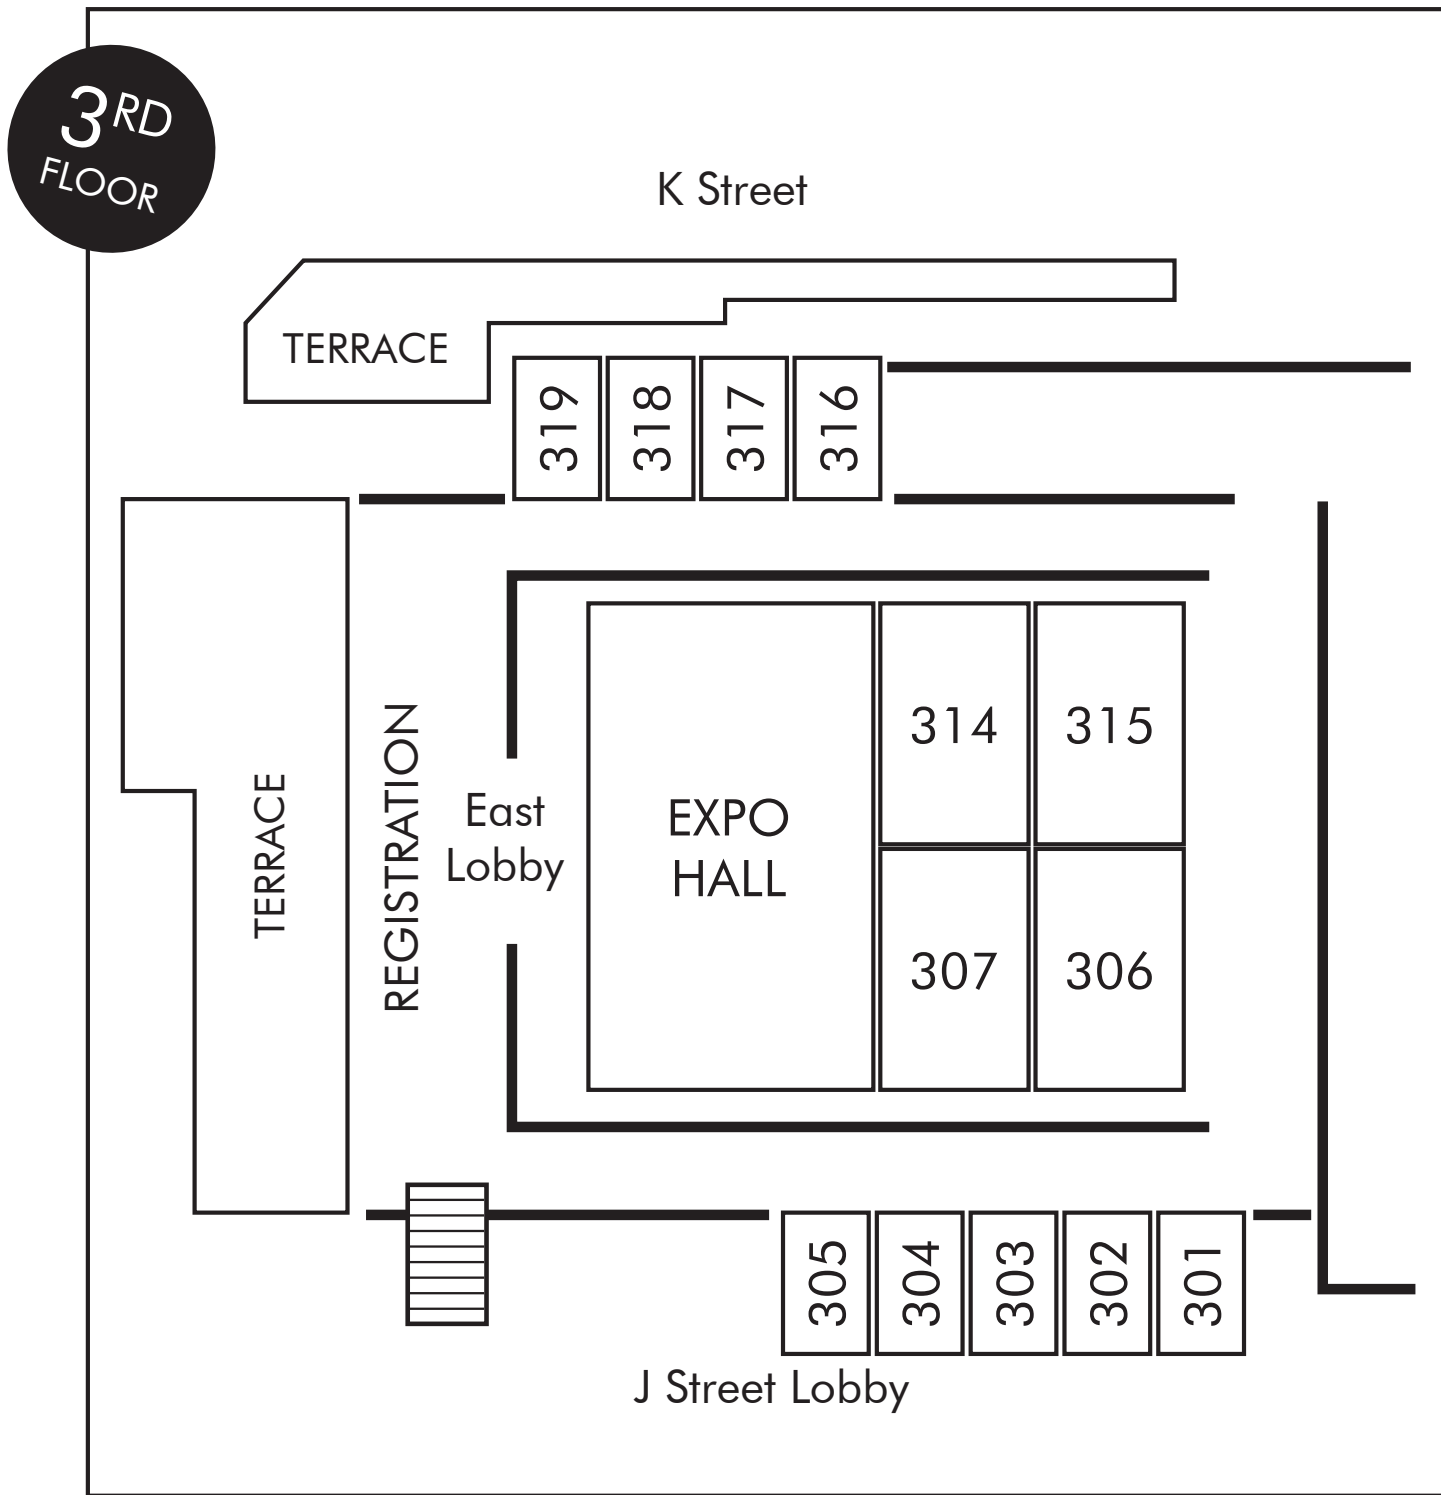 3RD
FLOOR
K Street
TERRACE
319
318
317
316
TERRACE
REGISTRATION
East
Lobby
EXPO
HALL
314
315
307
306
305
304
303
302
301
J Street Lobby